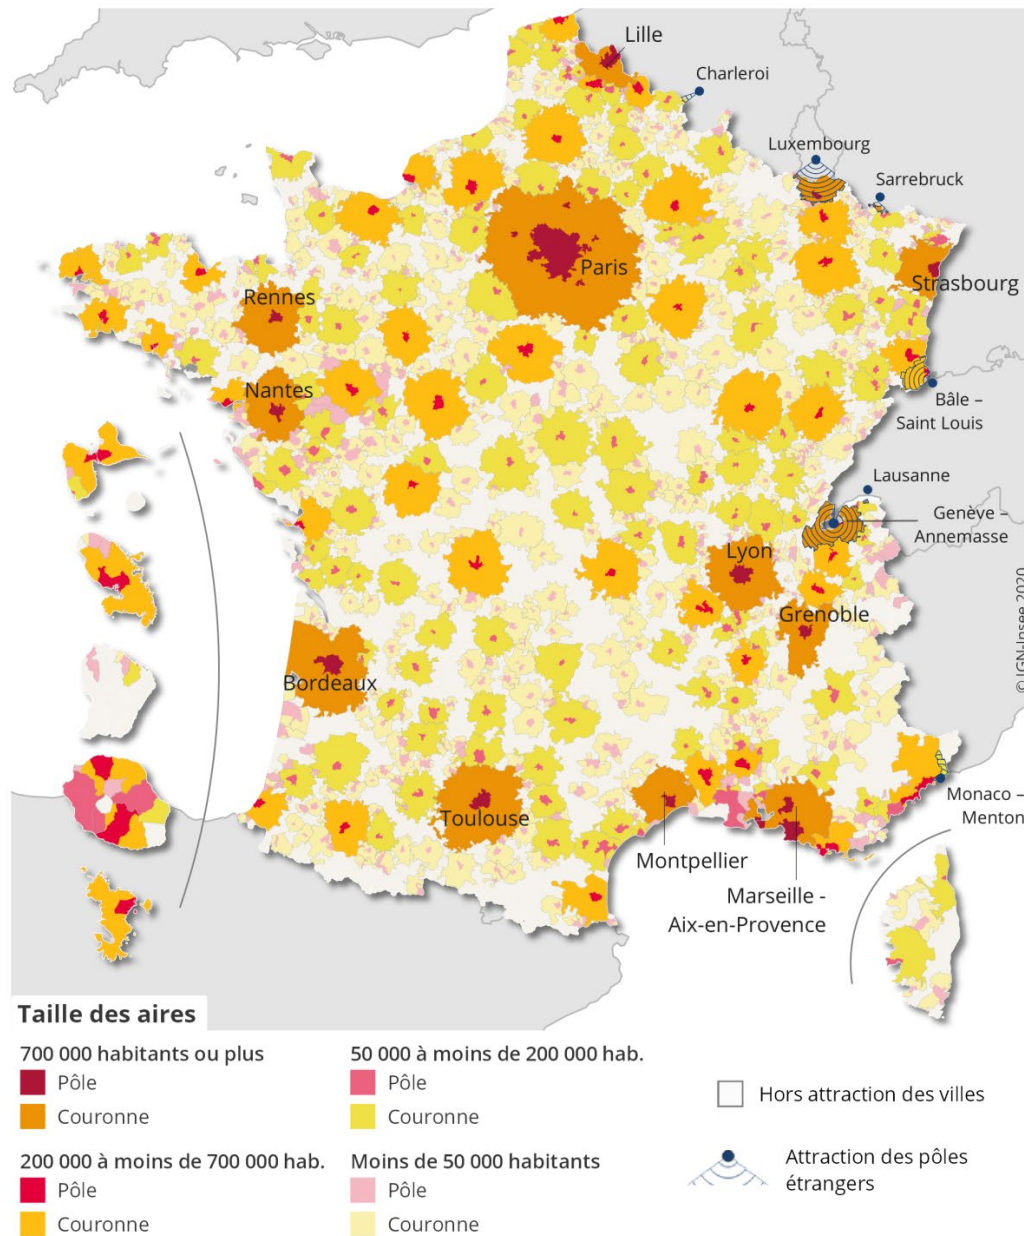 Lille
Charleroi
Luxembourg
Sarrebruck
Paris
Strasbourg
Rennes
Nantes
Bâle –
Saint Louis
Lausanne
Genève –
Annemasse
Lyon
Grenoble
© IGN-Insee 2020
Bordeaux
Toulouse
Monaco –
Menton
Montpellier
Marseille -
Aix-en-Provence
Taille des aires
700 000 habitants ou plus
Pôle
Couronne
200 000 à moins de 700 000 hab.
Pôle
Couronne
50 000 à moins de 200 000 hab.
Pôle
Couronne
Moins de 50 000 habitants
Pôle
Couronne
Hors attraction des villes
Attraction des pôles
étrangers